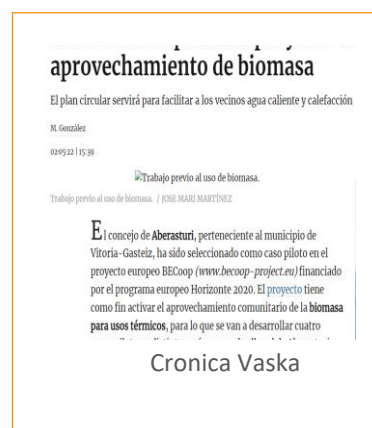 aprovechamiento de biomasa
El plan circular servirá para facilitar a los vecinos agua caliente y calefacción
M. González
02·05·22 | 15:39
Trabajo previo al uso de biomasa.
Trabajo previo al uso de biomasa. / JOSE MARI MARTÍNEZ
El concejo de Aberasturi, perteneciente al municipio de
Vitoria-Gasteiz, ha sido seleccionado como caso piloto en el
proyecto europeo BECoop (www.becoop-project.eu) financiado
por el programa europeo Horizonte 2020. El proyecto tiene
como fin activar el aprovechamiento comunitario de la biomasa
para usos térmicos, para lo que se van a desarrollar cuatro
Cronica Vaska